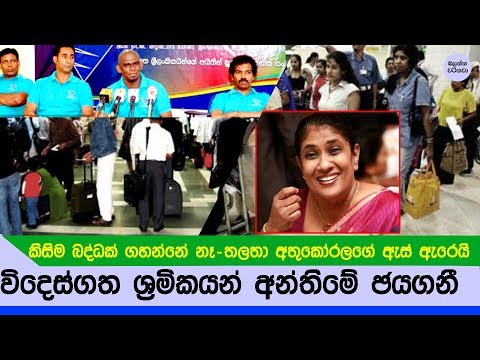 කිසිම බද්ධක් ගහන්නේ නෑ-තලතා අතුකෝරලගේ ඇස් ඇරෙයි
විදෙස්ගත ශ්‍රමිකයන් අන්තිමේ ජයගනී